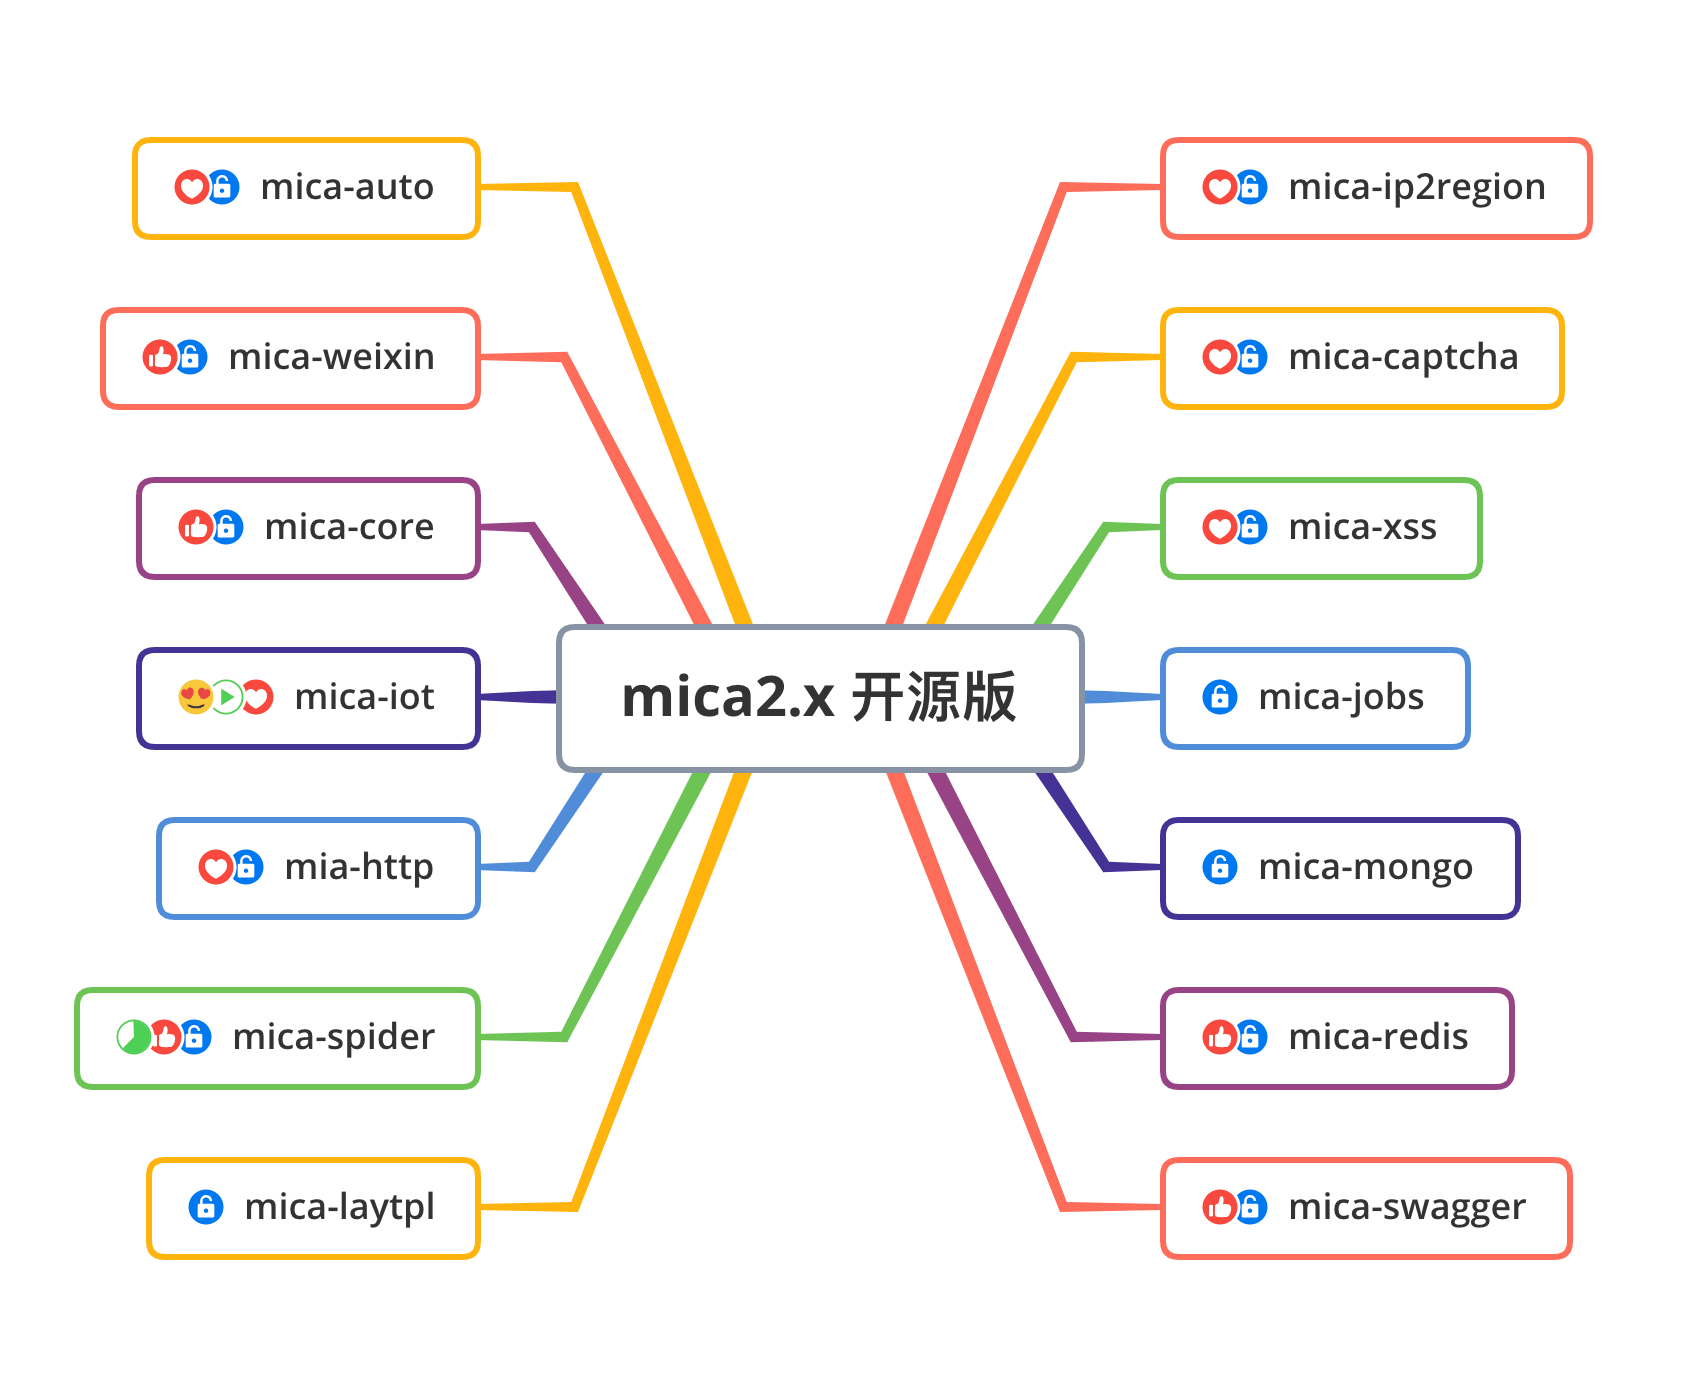 mica-auto
mica-weixin
mica-core
mica-iot
mia-http
mica-spider
mica-laytpl
mica2.x 开源版
mica-ip2region
mica-captcha
mica-xss
mica-jobs
mica-mongo
mica-redis
mica-swagger